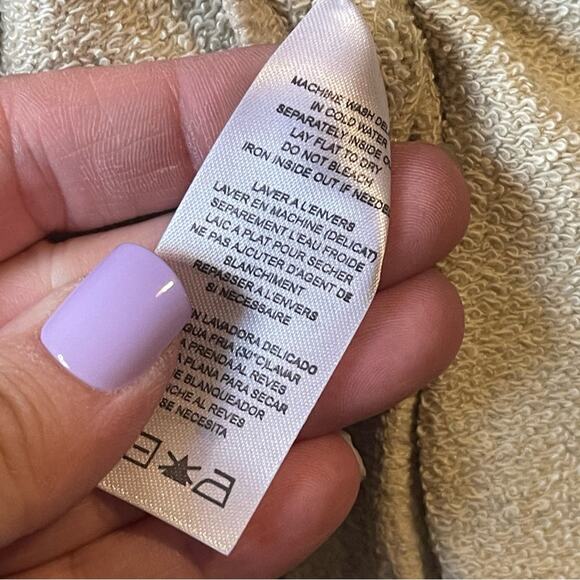 MACHINE WASH DEL
IN COLD WATER
SEPARATELY INSIDE O
LAY FLAT TO DRY
DO NOT BLEACH
IRON INSIDE OUT IF NEEDE
LAVER A L'ENVERS
LAVER EN MACHINE (DELICAT)
SEPAREMENT L'EAU FROIDE
LAIC A PLAT POUR SECHER
NE PAS AJOUTER D'AGENT DE
BLANCHIMENT
REPASSER A L'ENVERS
SI NECESSAIRE
N LAVADORA DELICADO
GUA FRIA (30°C)LAVAR
A PRENDA AL REVES
A PLANA PARA SECAR
E BLANQUEADOR
NCHE AL REVES
SE NECESITA